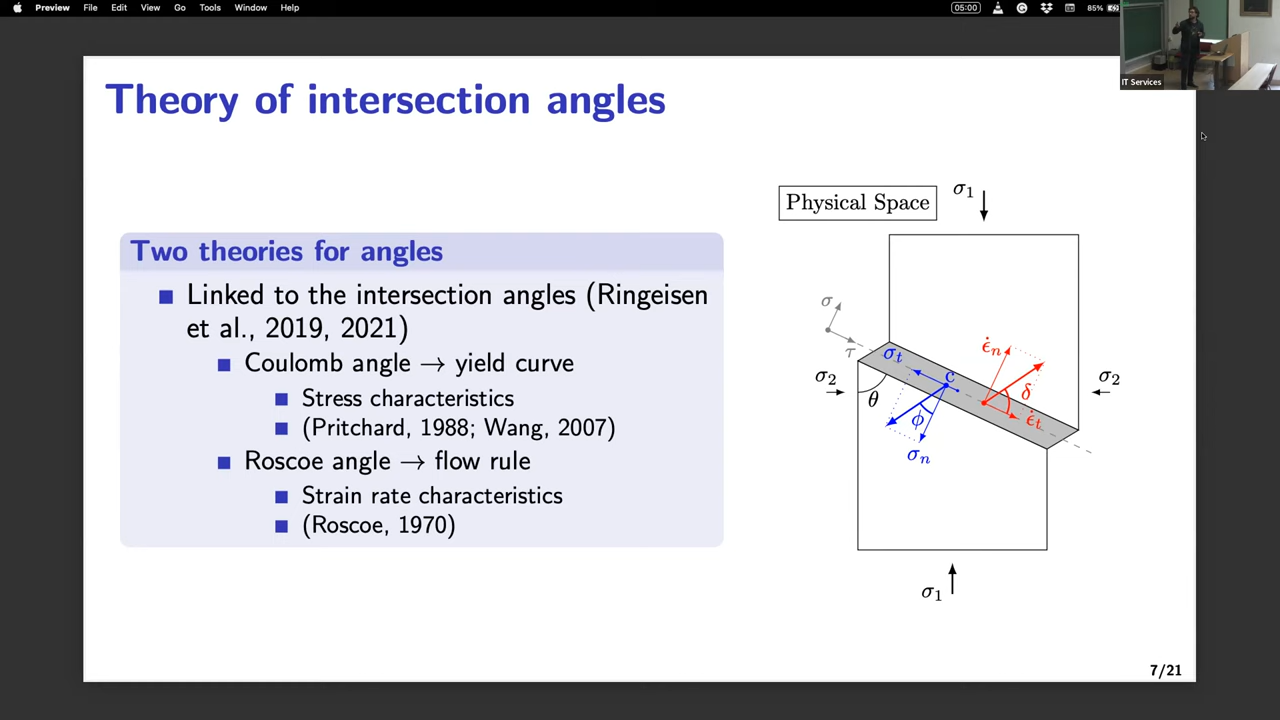 Preview File Edit View Go Tools Window Help 05:00 85%
IT Services
Theory of intersection angles
Two theories for angles
Linked to the intersection angles (Ringeisen
et al., 2019, 2021)
Coulomb angle → yield curve
Stress characteristics
(Pritchard, 1988; Wang, 2007)
Roscoe angle → flow rule
Strain rate characteristics
(Roscoe, 1970)
Physical Space
σ₁
σ
τ
σₜ
c
ε̇ₙ
δ
ε̇ₜ
σ₂
σ₂
θ
ϕ
σₙ
σ₁
7/21